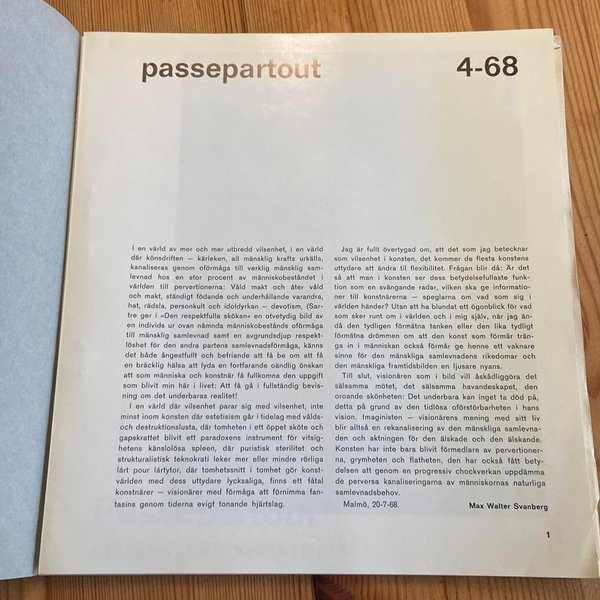 passepartout 4-68
I en värld av mer och mer utbredd vilsenhet, i en värld
där könsdriften — kärleken, all mänsklig krafts urkälla,
kanaliseras genom oförmåga till verklig mänsklig sam-
levnad hos en stor procent av människobeståndet i
världen till pervertionerna: Våld makt och åter våld
och makt, ständigt födande och underhållande varandra,
hat, rädsla, personkult och idoldyrkan — devotism, (Sar-
tre ger i »Den respektfulla skökan» en otvetydig bild av
en individs ur ovan nämnda människobestånds oförmåga
till mänsklig samlevnad samt en avgrundsdjup respekt-
löshet för den andra partens samlevnadsförmåga, känns
det både ångestfullt och befriande att få be om att få
en bräcklig hälsa att lyda en fortfarande oändlig önskan
att som människa och konstnär få fullkomna den uppgift
som blivit min här i livet: Att få gå i fullständig bevis-
ning om det underbaras realitet!
I en värld där vilsenhet parar sig med vilsenhet, inte
minst inom konsten där estetisism går i tidelag med vålds-
och destruktionslusta, där tomheten i ett öppet sköte och
gapskrattet blivit ett paradoxens instrument för vitsig-
hetens känslolösa spleen, där puristisk sterilitet och
strukturalistisk teknokrati leker mer eller mindre rörliga
lårt pour lårtytor, där tomhetssnitt i tomhet gör konst-
världen med dess uttydare lycksaliga, finns ett fåtal
konstnärer — visionärer med förmåga att förnimma fan-
tasins genom tiderna evigt tonande hjärtslag.
Jag är fullt övertygad om, att det som jag betecknar
som vilsenhet i konsten, det kommer de flesta konstens
uttydare att ändra til flexibilitet. Frågan blir då: Är det
så att man i konsten ser dess betydelsefullaste funk-
tion som en svängande radar, vilken ska ge informatio-
ner till konstnärerna — speglarna om vad som sig i
världen händer? Utan att ha blundat ett ögonblick för vad
som sker runt om i världen och i mig själv, när jag än-
då den tydligen förmätna tanken eller den lika tydligt
förmätna drömmen om att den konst som förmår trän-
ga in i människan också förmår ge henne ett vaknare
sinne för den mänskliga samlevnadens rikedomar och
den mänskliga framtidsbilden en ljusare nyans.
Till slut, visionären som i bild vill åskådliggöra det
sälsamma mötet, det sälsamma havandeskapet, den
oroande skönheten: Det underbara kan inget ta död på,
detta på grund av den tidlösa oförstörbarheten i hans
vision. Imaginisten — visionärens mening med sitt liv
blir alltså en rekanalisering av den mänskliga samlevna-
den och aktningen för den älskade och den älskande.
Konsten har inte bara blivit förmedlare av pervertioner-
na, grymheten och flatheten, den har också fått bety-
delsen att genom en progressiv chockverkan uppdämma
de perversa kanaliseringarna av människornas naturliga
samlevnadsbehov.
Malmö, 20-7-68. Max Walter Svanberg
1